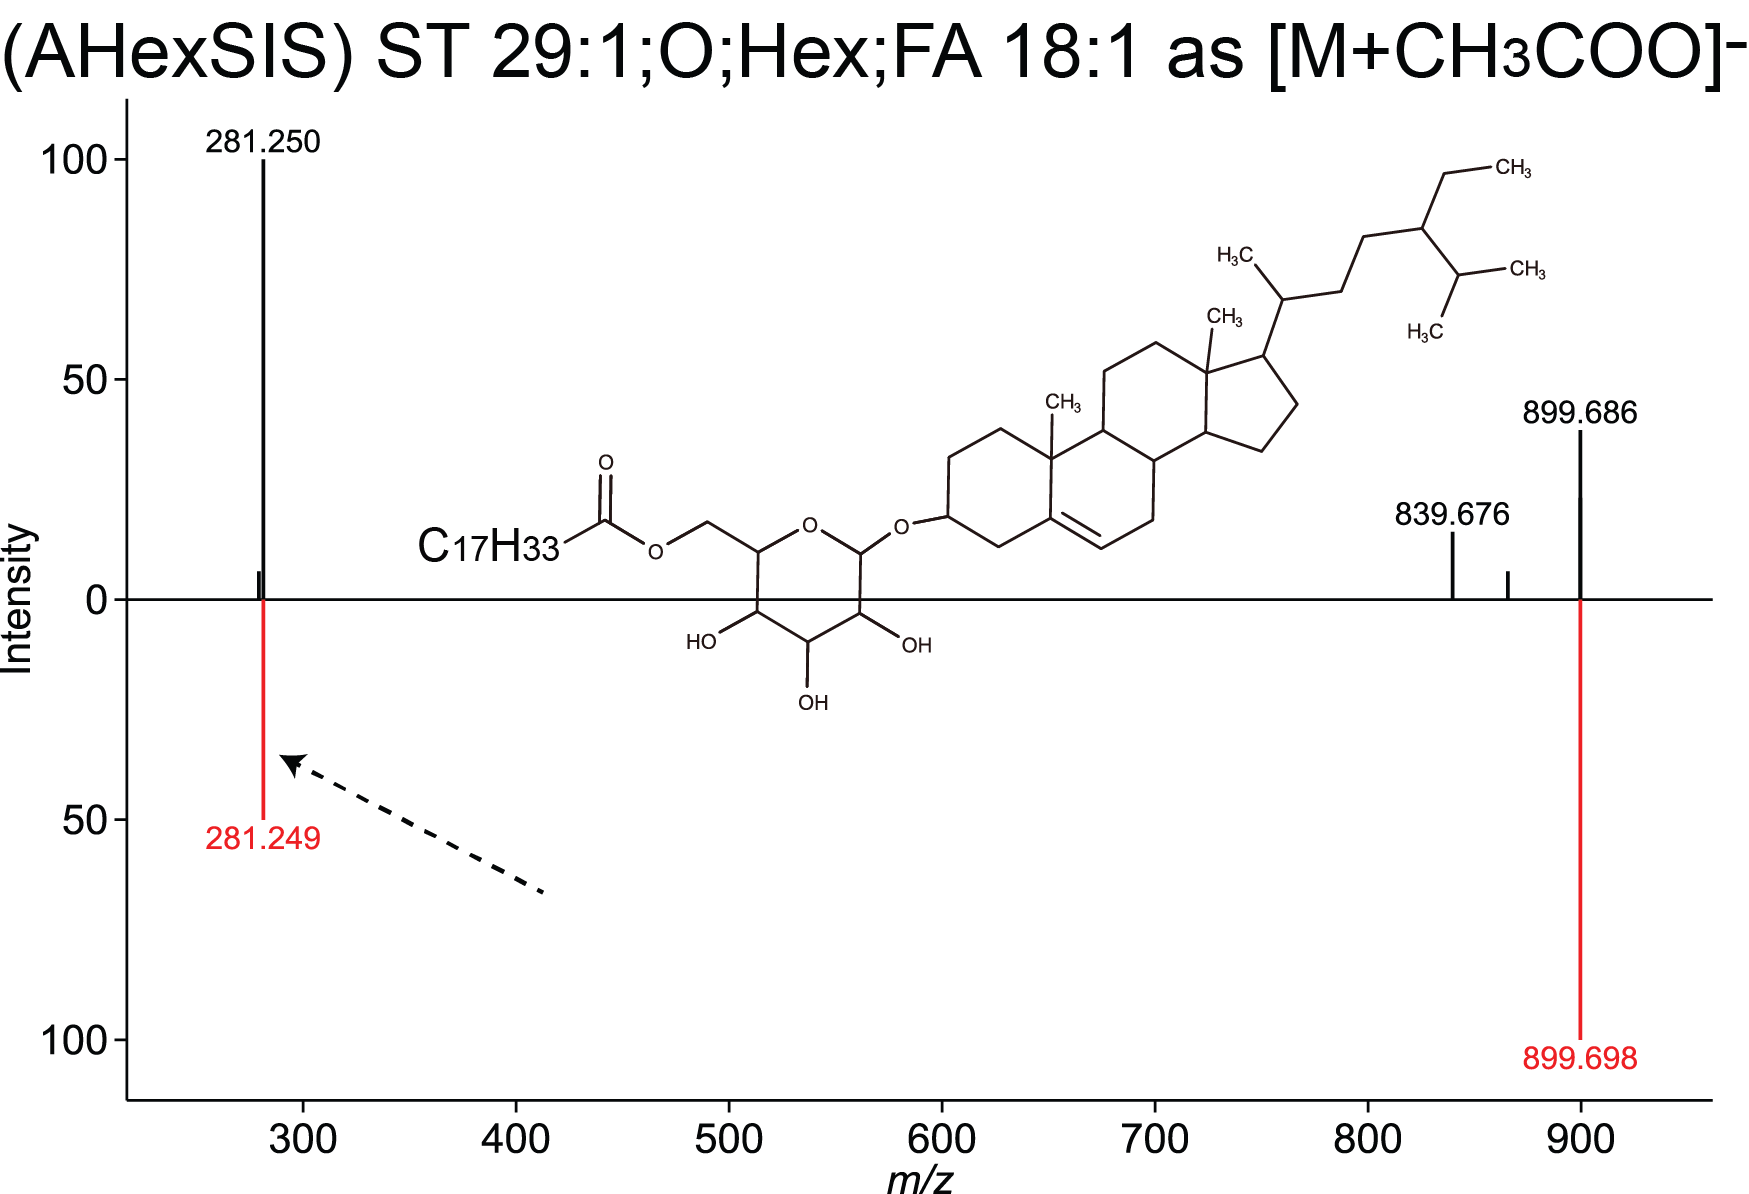 (AHexSIS) ST 29:1;O;Hex;FA 18:1 as [M+CH3COO]-
281.250
100
CH3
H3C
CH3
50
CH3
H3C
CH3
899.686
O
839.676
C17H33
O
O
O
0
Intensity
HO
OH
OH
50
281.249
100
899.698
300 400 500 600 700 800 900
m/z